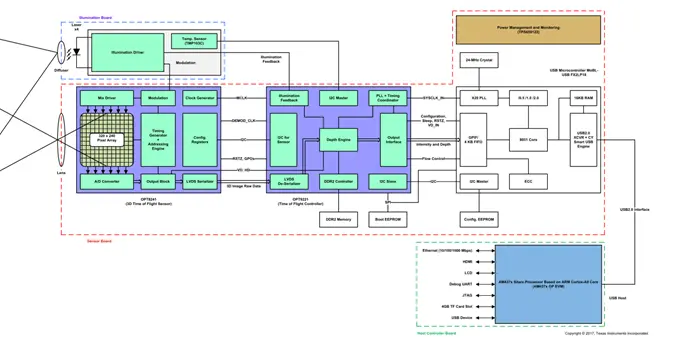 Illumination Board
Laser
x4
Diffuser
Illumination Driver
Temp. Sensor
(TMP103C)
Modulation
Illumination
Feedback
Power Management and Monitoring:
24-MHz Crystal
USB Microcontroller
Mix Driver
Modulation
Clock Generator
320 x 240
Pixel Array
Timing
Generator
+
Addressing
Engine
Config.
Registers
A/D Converter
Output Block
LVDS Serializer
Lens
OPT8241
(3D Time of Flight Sensor)
MCLK
DEMOD_CLK
I2C
RSTZ, GPOs
VD, HD
3D Image Raw Data
Illumination
Feedback
I2C Master
PLL + Timing
Coordinator
I2C for
Sensor
Depth Engine
Output
Interface
LVDS
De-Serializer
DDR2 Controller
I2C Slave
OPT9221
(Time of Flight Controller)
DDR2 Memory
Boot EEPROM
SPI
SYSCLK_IN
Configuration,
Sleep, RSTZ,
VD_IN
Intensity and Depth
Flow Control
I2C
X20 PLL
16KB RAM
GPIF/
4 KB FIFO
8051 Core
USB2.0
XCVR + CY
Smart USB
Engine
I2C Master
ECC
Config. EEPROM
USB2.0 Interface
Sensor Board
Ethernet (10/100/1000 Mbps)
HDMI
LCD
Debug UART
JTAG
4GB TF Card Slot
USB Device
AM437x Sitara Processor Based on ARM Cortex-A9 Core
(AM437x GP EVM)
USB Host
Host Controller Board
Copyright © 2017, Texas Instruments Incorporated